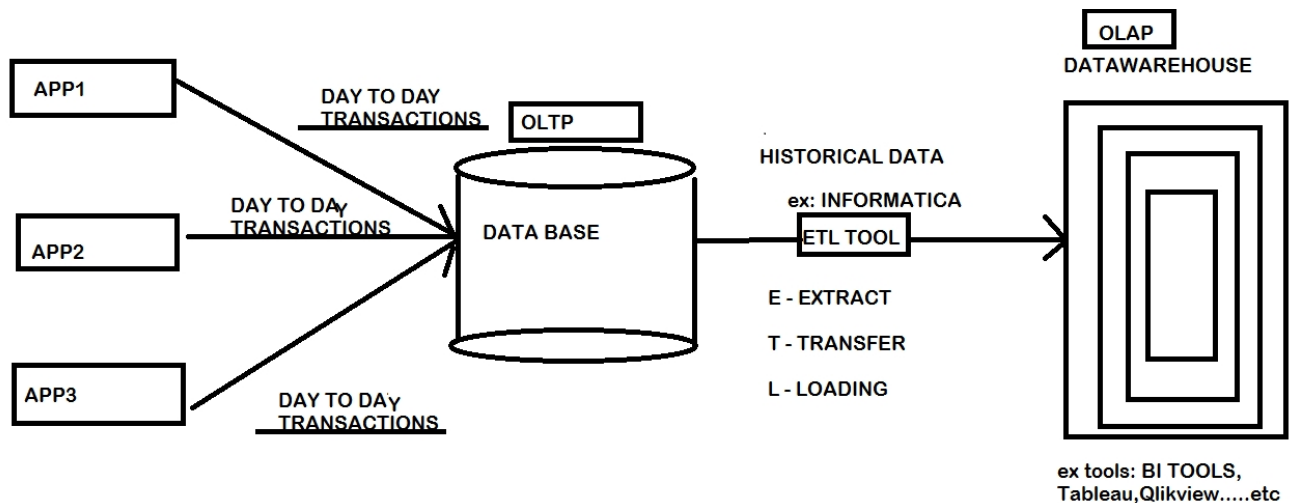 OLAP
DATAWAREHOUSE
APP1
DAY TO DAY
TRANSACTIONS
OLTP
HISTORICAL DATA
ex: INFORMATICA
DAY TO DAY
TRANSACTIONS
APP2
DATA BASE
ETL TOOL
E - EXTRACT
T - TRANSFER
L - LOADING
APP3
DAY TO DAY
TRANSACTIONS
ex tools: BI TOOLS,
Tableau,Qlikview.....etc